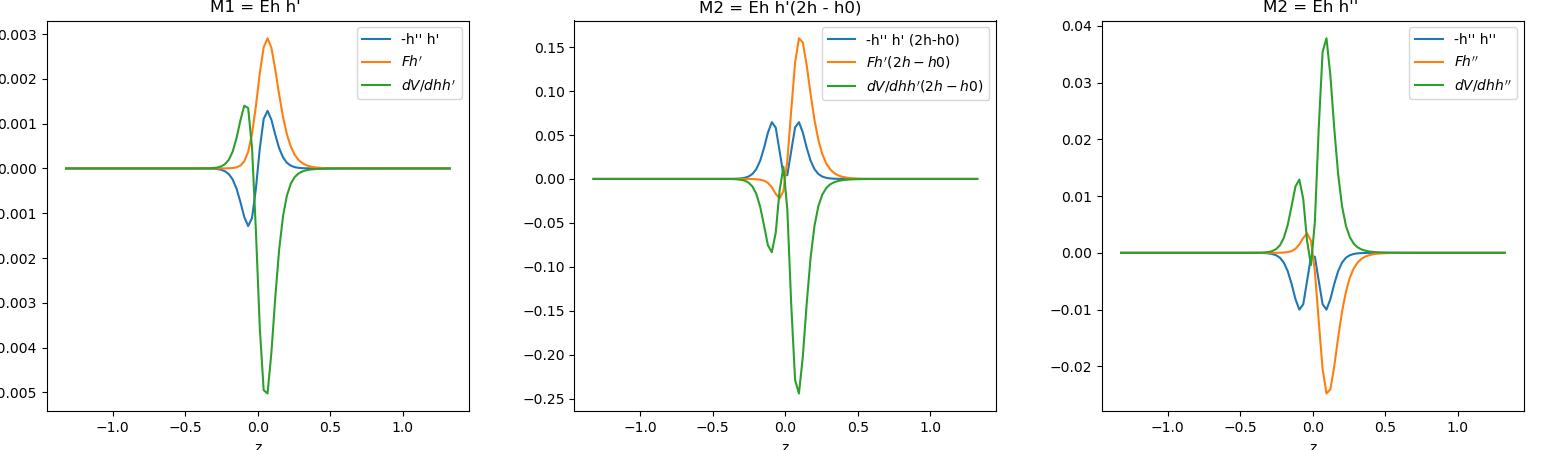 M1 = Eh h'
M2 = Eh h'(2h - h0)
M2 = Eh h''
-h'' h'
Fh′
dV/dhh′
-h'' h' (2h-h0)
Fh′(2h − h0)
dV/dhh′(2h − h0)
-h'' h''
Fh′′
dV/dhh′′
0.003
0.002
0.001
0.000
0.001
0.002
0.003
0.004
0.005
−1.0 −0.5 0.0 0.5 1.0
z
0.15
0.10
0.05
0.00
−0.05
−0.10
−0.15
−0.20
−0.25
−1.0 −0.5 0.0 0.5 1.0
z
0.04
0.03
0.02
0.01
0.00
−0.01
−0.02
−1.0 −0.5 0.0 0.5 1.0
z